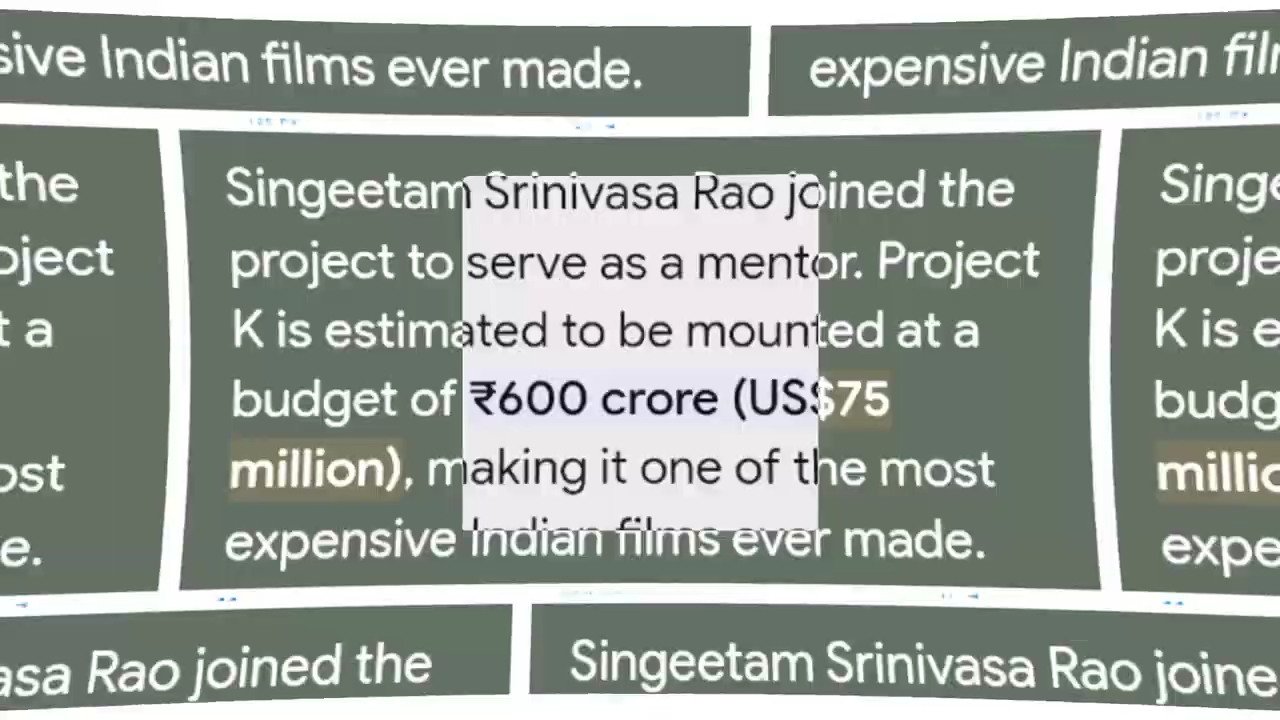 sive Indian films ever made.
expensive Indian
the
Singeetam Srinivasa Rao joined the
oject
project to serve as a mentor. Project
t a
K is estimated to be mounted at a
budget of ₹600 crore (US$75
ost
million), making it one of the most
e.
expensive Indian films ever made.
Singe
proje
K is e
budg
millio
expe
asa Rao joined the
Singeetam Srinivasa Rao joine